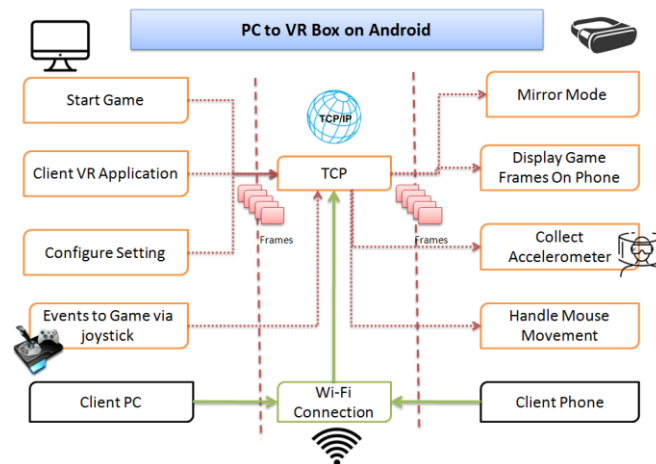 PC to VR Box on Android
Start Game
TCP/IP
Mirror Mode
Client VR Application
TCP
Display Game
Frames On Phone
Frames
Frames
Configure Setting
Collect
Accelerometer
Events to Game via
joystick
Handle Mouse
Movement
Client PC
Wi-Fi
Connection
Client Phone